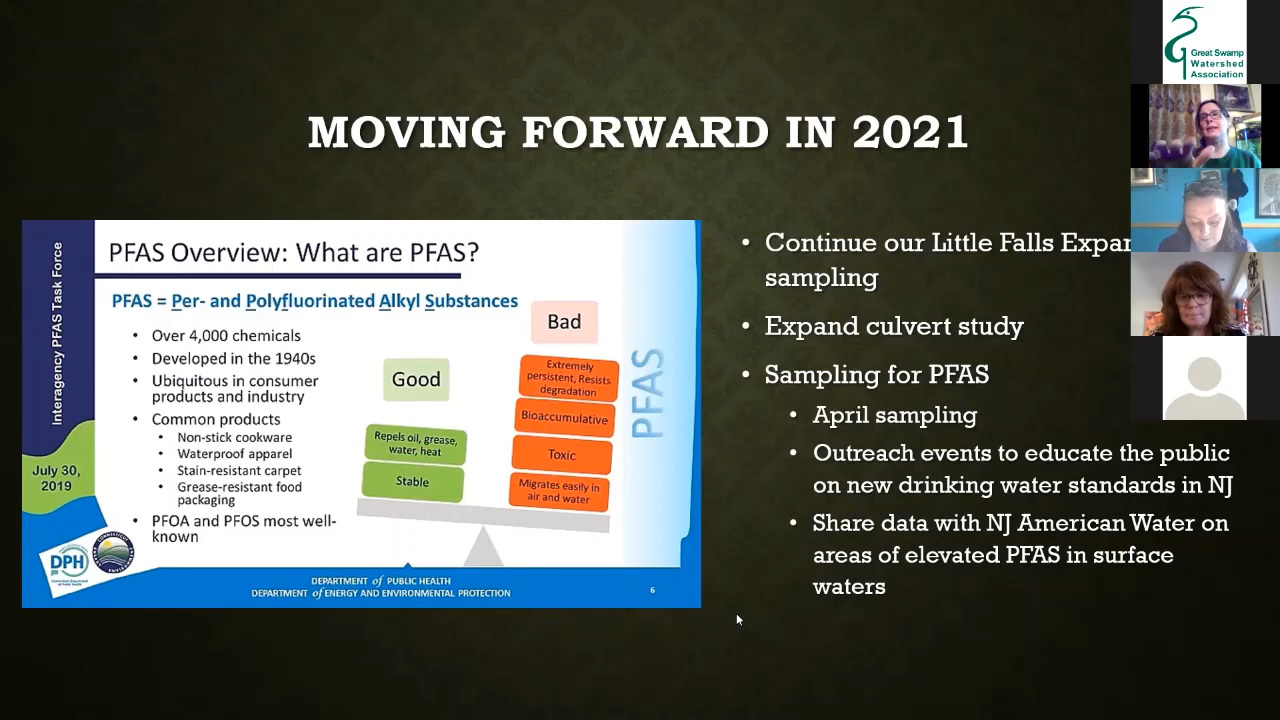 MOVING FORWARD IN 2021
Interagency PFAS Task Force
July 30,
2019
DPH
PFAS Overview: What are PFAS?
PFAS = Per- and Polyfluorinated Alkyl Substances
• Over 4,000 chemicals
• Developed in the 1940s
• Ubiquitous in consumer
products and industry
• Common products
• Non-stick cookware
• Waterproof apparel
• Stain-resistant carpet
• Grease-resistant food
packaging
• PFOA and PFOS most well-
known
Good
Repels oil, grease,
water, heat
Stable
Bad
Extremely
persistent, Resists
degradation
Bioaccumulative
Toxic
Migrates easily in
air and water
PFAS
DEPARTMENT of PUBLIC HEALTH
DEPARTMENT of ENERGY AND ENVIRONMENTAL PROTECTION
6
• Continue our Little Falls Expan
sampling
• Expand culvert study
• Sampling for PFAS
• April sampling
• Outreach events to educate the public
on new drinking water standards in NJ
• Share data with NJ American Water on
areas of elevated PFAS in surface
waters
Great Swamp
Watershed
Association